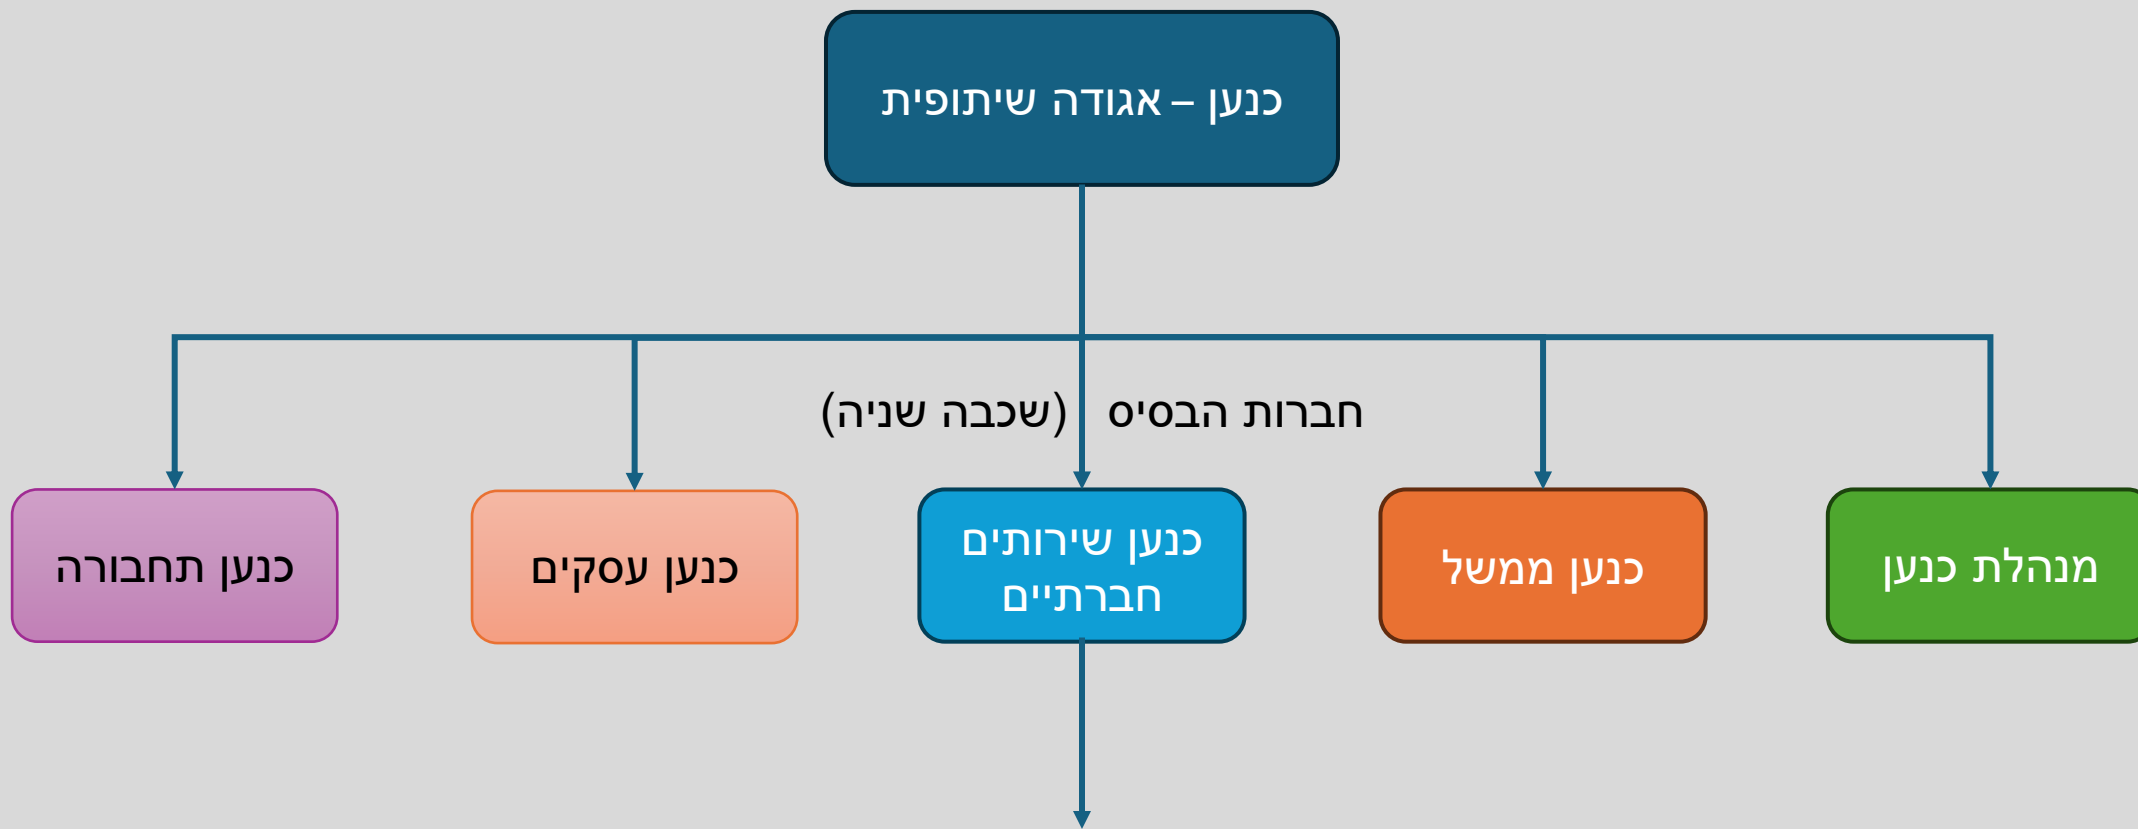 כנען – אגודה שיתופית
חברות הבסיס (שכבה שניה)
מנהלת כנען
כנען ממשל
כנען שירותים
חברתיים
כנען עסקים
כנען תחבורה